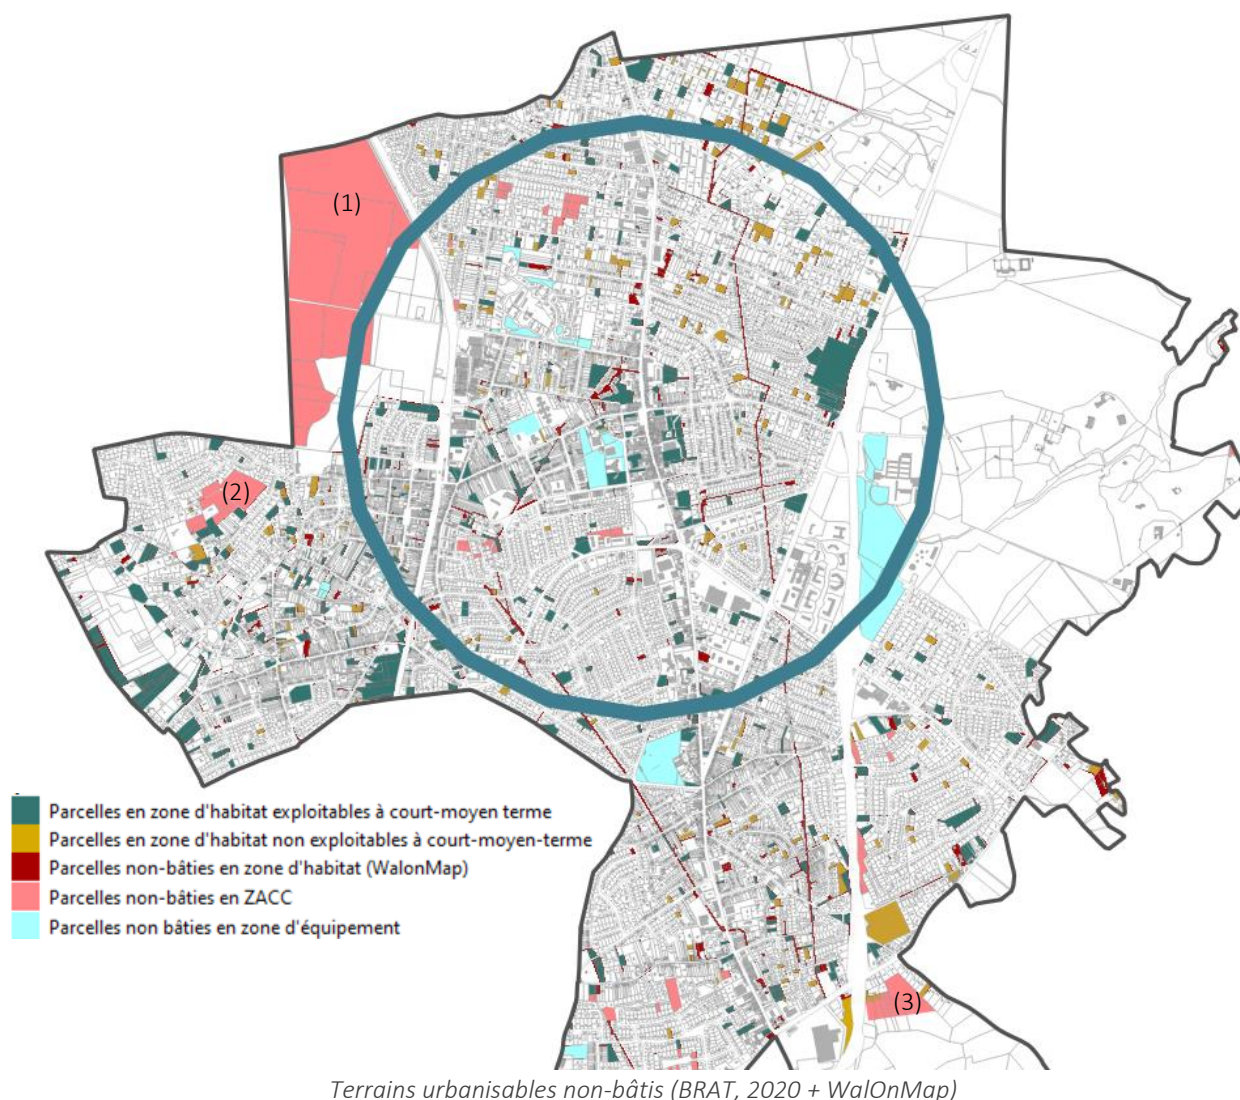 (1)
(2)
(3)
Parcelles en zone d'habitat exploitables à court-moyen terme
Parcelles en zone d'habitat non exploitables à court-moyen-terme
Parcelles non-bâties en zone d'habitat (WalonMap)
Parcelles non-bâties en ZACC
Parcelles non bâties en zone d'équipement
Terrains urbanisables non-bâtis (BRAT, 2020 + WalOnMap)